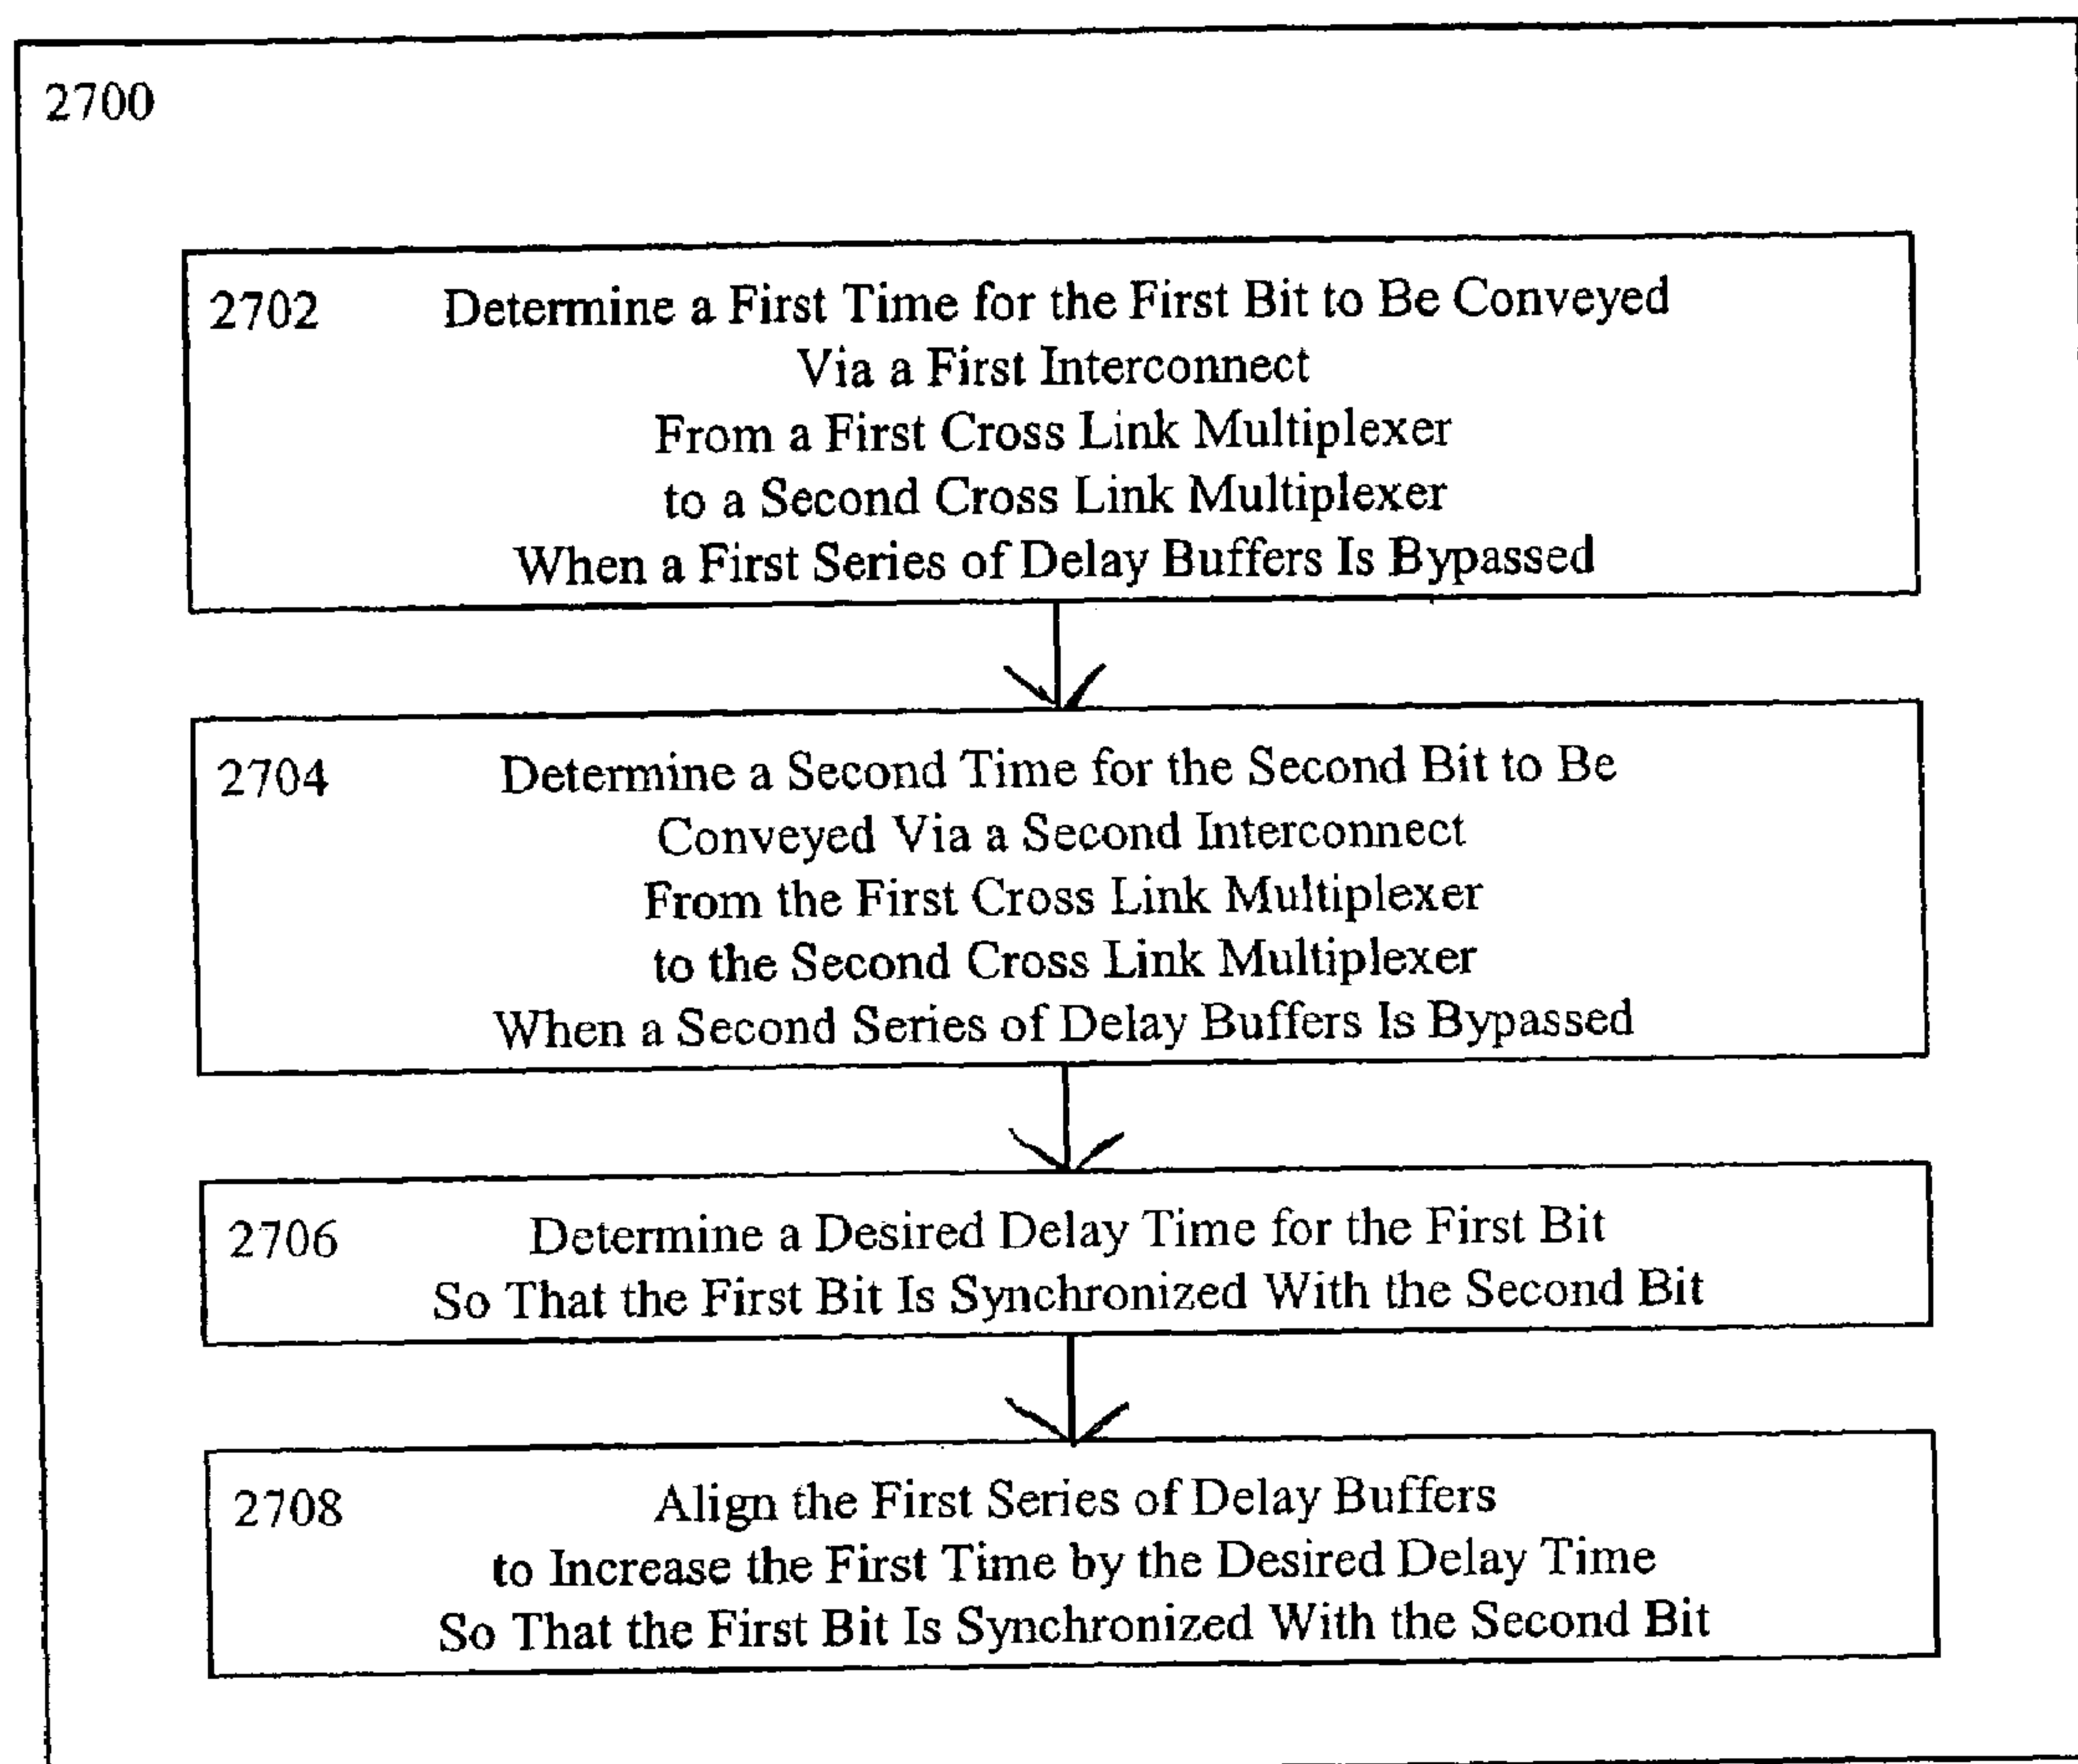 2700
2702 Determine a First Time for the First Bit to Be Conveyed
Via a First Interconnect
From a First Cross Link Multiplexer
to a Second Cross Link Multiplexer
When a First Series of Delay Buffers Is Bypassed
2704 Determine a Second Time for the Second Bit to Be
Conveyed Via a Second Interconnect
From the First Cross Link Multiplexer
to the Second Cross Link Multiplexer
When a Second Series of Delay Buffers Is Bypassed
2706 Determine a Desired Delay Time for the First Bit
So That the First Bit Is Synchronized With the Second Bit
2708 Align the First Series of Delay Buffers
to Increase the First Time by the Desired Delay Time
So That the First Bit Is Synchronized With the Second Bit